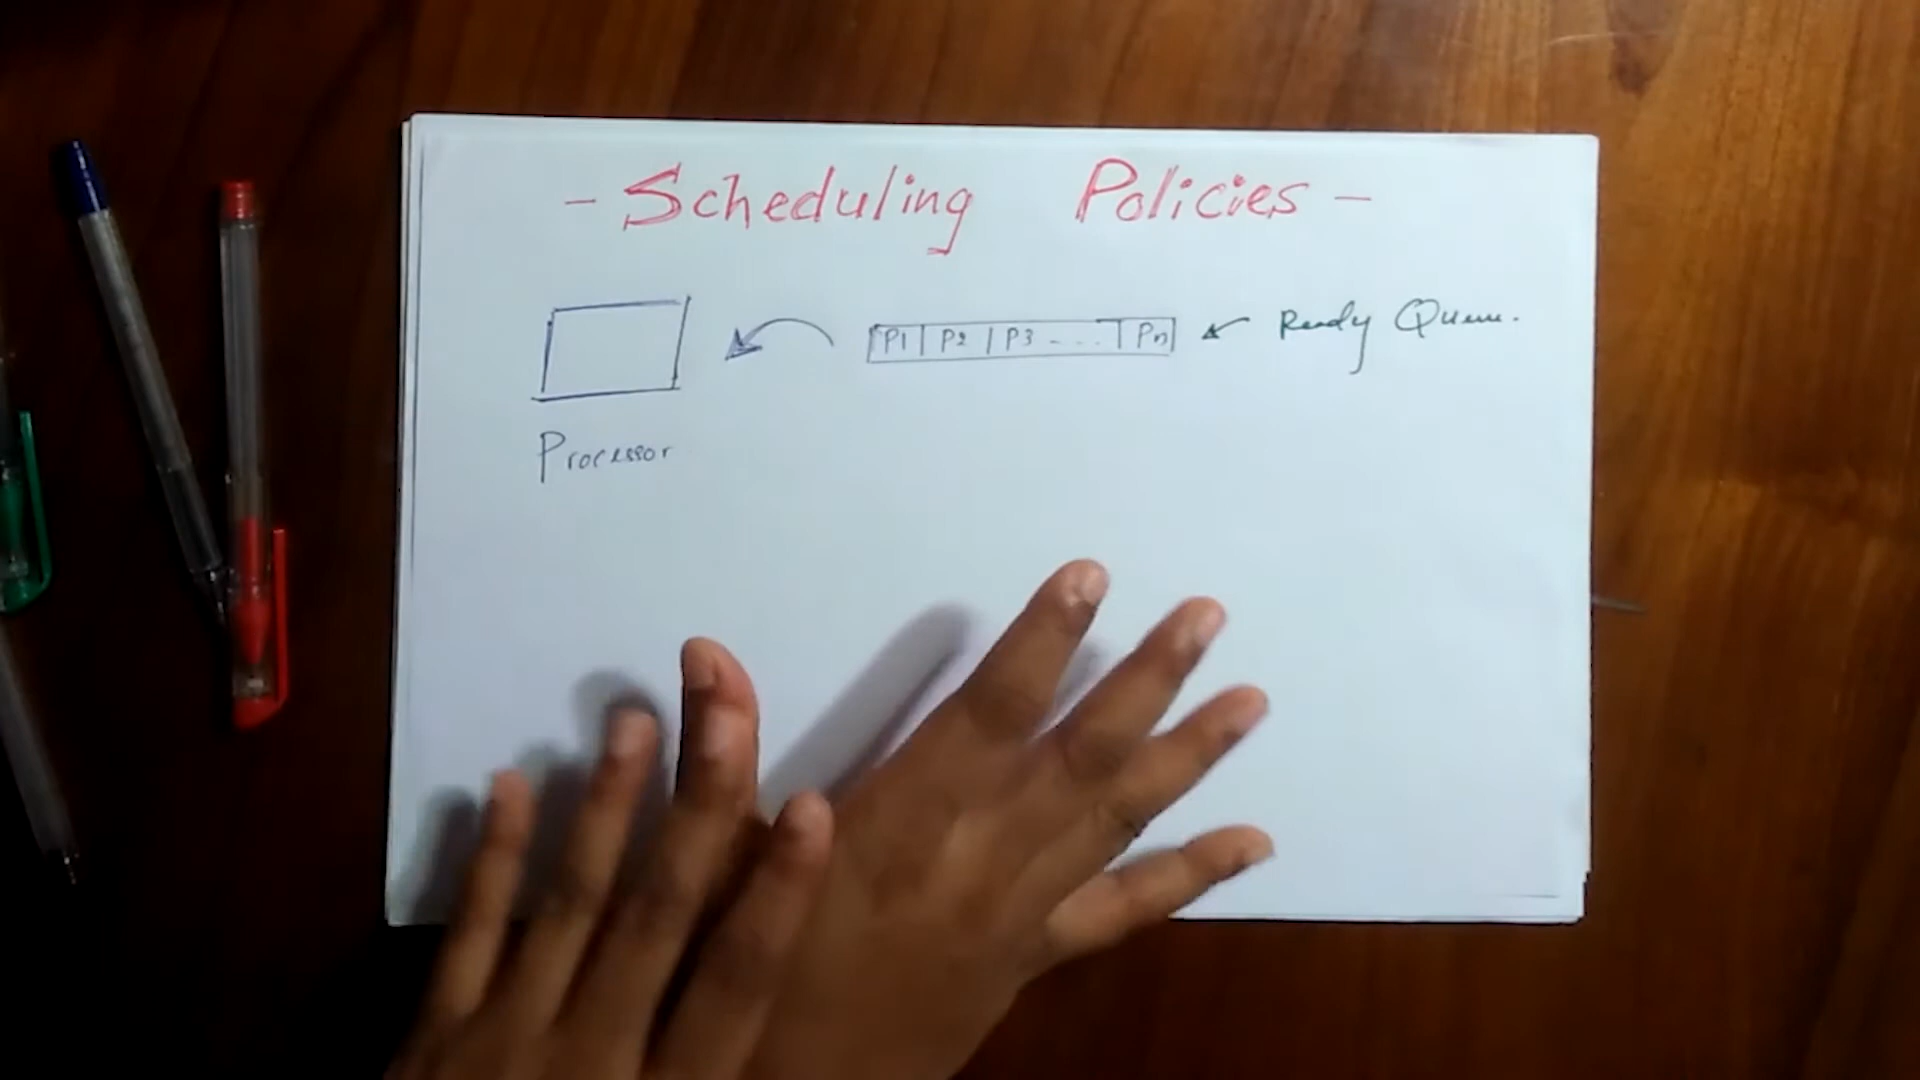 - Scheduling Policies -
P1 P2 P3 - . . . Pn Ready Queue.
Processor